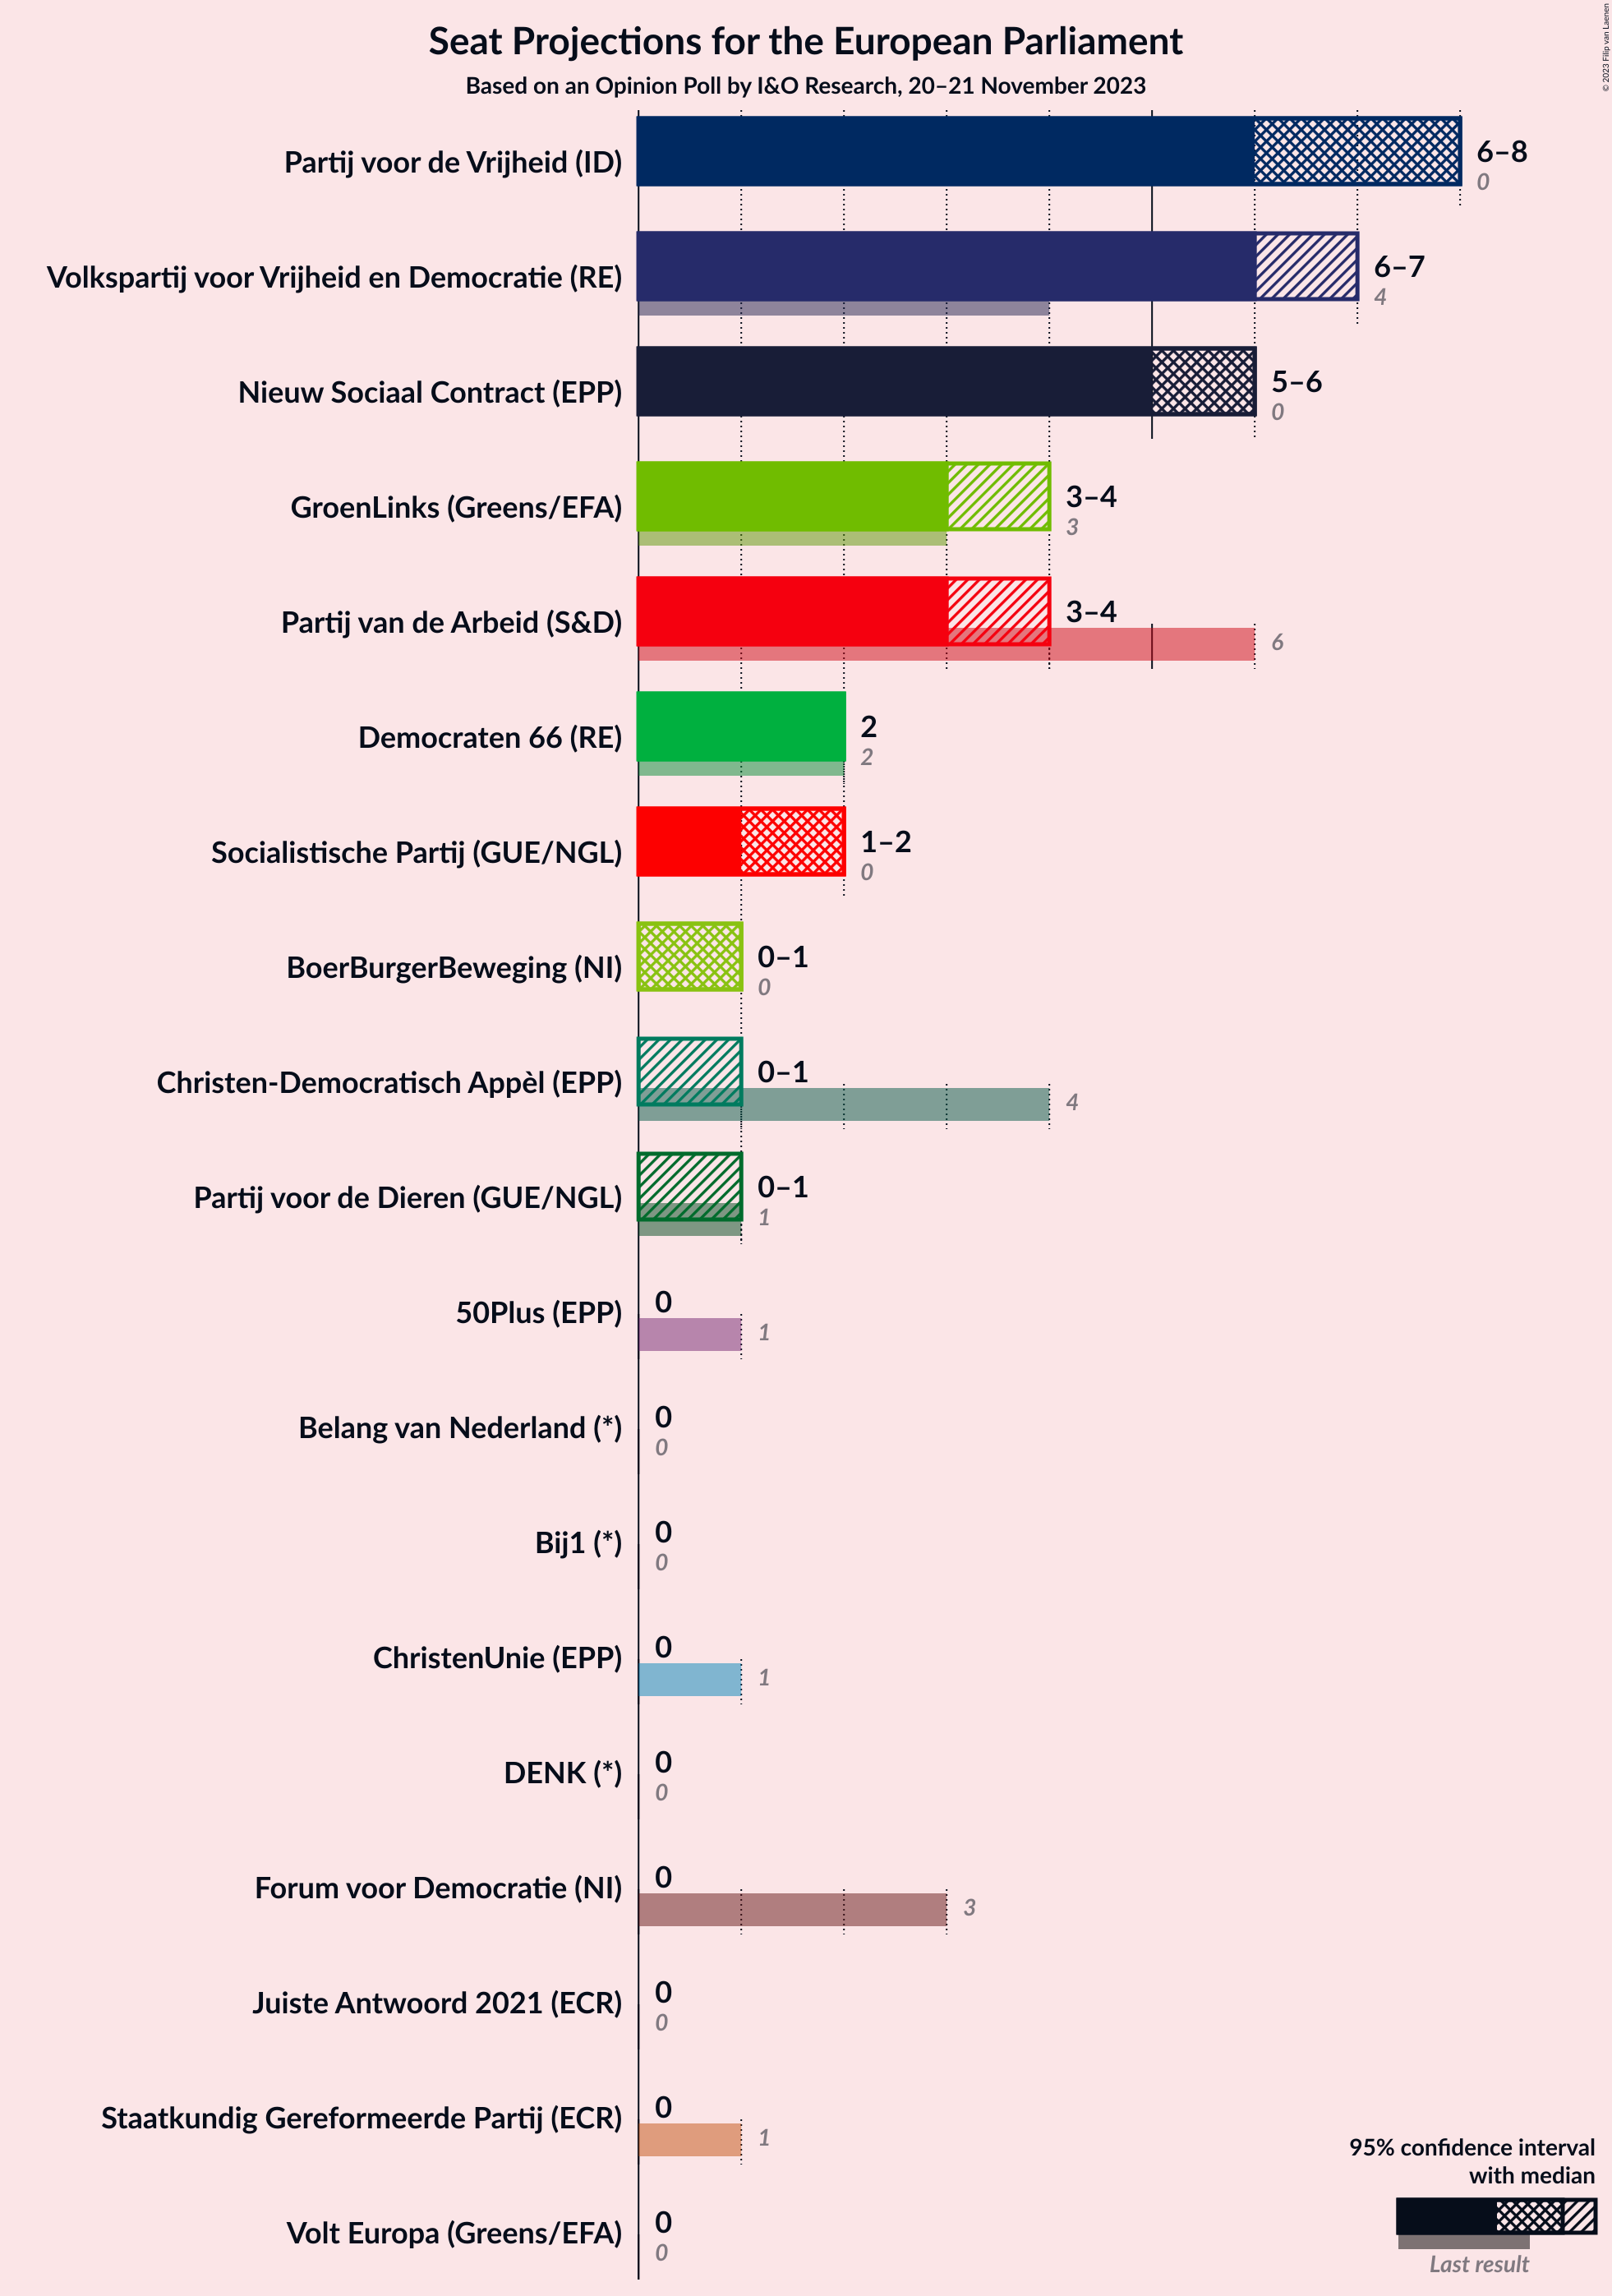 Seat Projections for the European Parliament
Based on an Opinion Poll by I&O Research, 20–21 November 2023
© 2023 Filip van Laenen
Partij voor de Vrijheid (ID)
6–8
0
Volkspartij voor Vrijheid en Democratie (RE)
6–7
4
Nieuw Sociaal Contract (EPP)
5–6
0
GroenLinks (Greens/EFA)
3–4
3
Partij van de Arbeid (S&D)
3–4
6
Democraten 66 (RE)
2
2
Socialistische Partij (GUE/NGL)
1–2
0
BoerBurgerBeweging (NI)
0–1
0
Christen-Democratisch Appèl (EPP)
0–1
4
Partij voor de Dieren (GUE/NGL)
0–1
1
50Plus (EPP)
0
1
Belang van Nederland (*)
0
0
Bij1 (*)
0
0
ChristenUnie (EPP)
0
1
DENK (*)
0
0
Forum voor Democratie (NI)
0
3
Juiste Antwoord 2021 (ECR)
0
0
Staatkundig Gereformeerde Partij (ECR)
0
1
Volt Europa (Greens/EFA)
0
0
95% confidence interval
with median
Last result